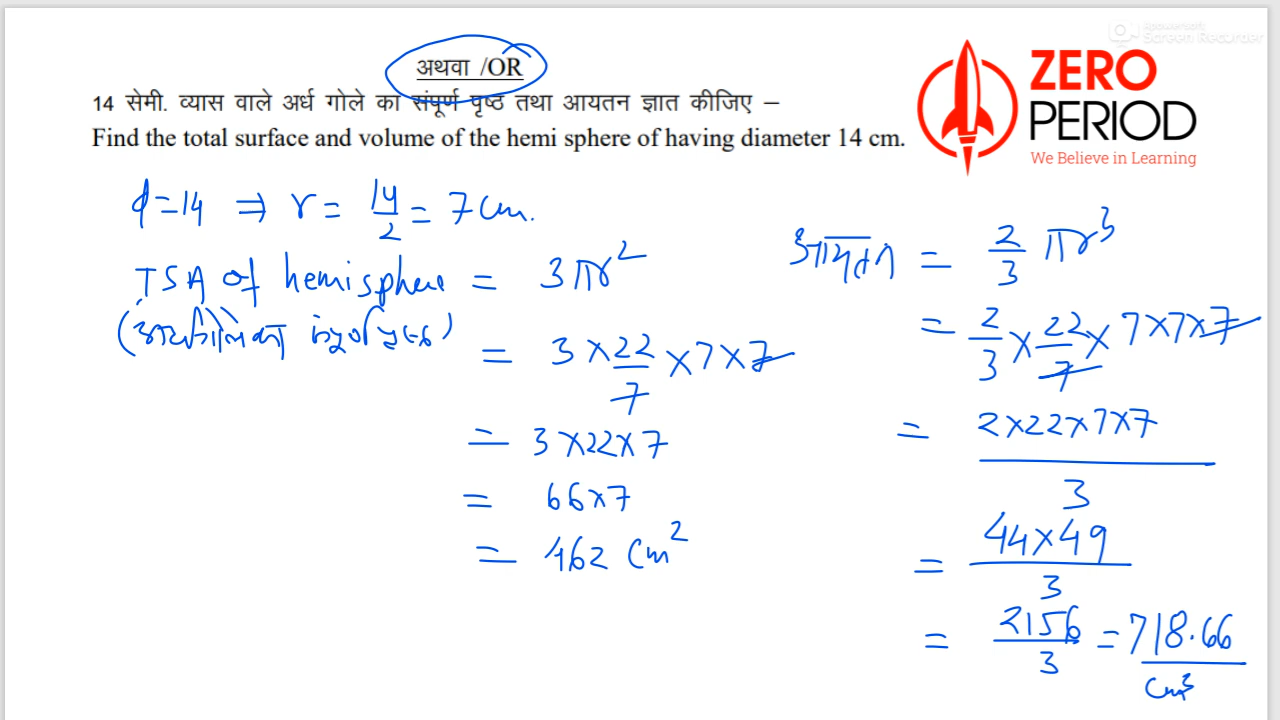 अथवा /OR
14 सेमी. व्यास वाले अर्ध गोले का संपूर्ण पृष्ठ तथा आयतन ज्ञात कीजिए –
Find the total surface and volume of the hemi sphere of having diameter 14 cm.
ZERO
PERIOD
We Believe in Learning
Apowersoft
Screen Recorder
d=14 ⇒ r = 14/2 = 7 cm.
TSA of hemisphere = 3πr²
= 3 × 22/7 × 7 × 7
= 3×22×7
= 66×7
= 462 cm²
आयतन = 2/3 πr³
= 2/3 × 22/7 × 7×7×7
= 2×22×7×7/3
= 44×49/3
= 2156/3 = 718.66
cm³